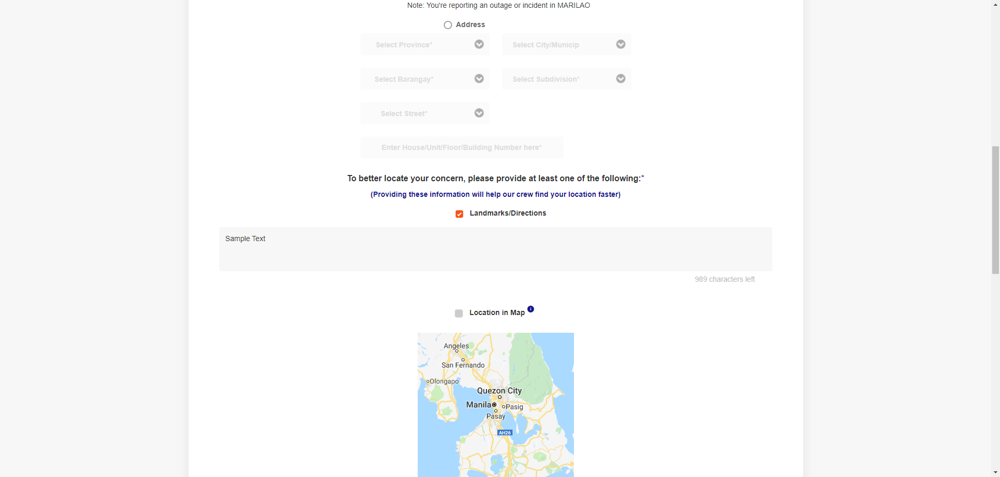 Note: You're reporting an outage or incident in MARILAO
Address
Select Province*
Select City/Municip
Select Barangay*
Select Subdivision*
Select Street*
Enter House/Unit/Floor/Building Number here*
To better locate your concern, please provide at least one of the following:*
(Providing these information will help our crew find your location faster)
Landmarks/Directions
Sample Text
989 characters left
Location in Map
i
Angeles
San Fernando
Olongapo
Quezon City
Manila
Pasig
Pasay
AH26